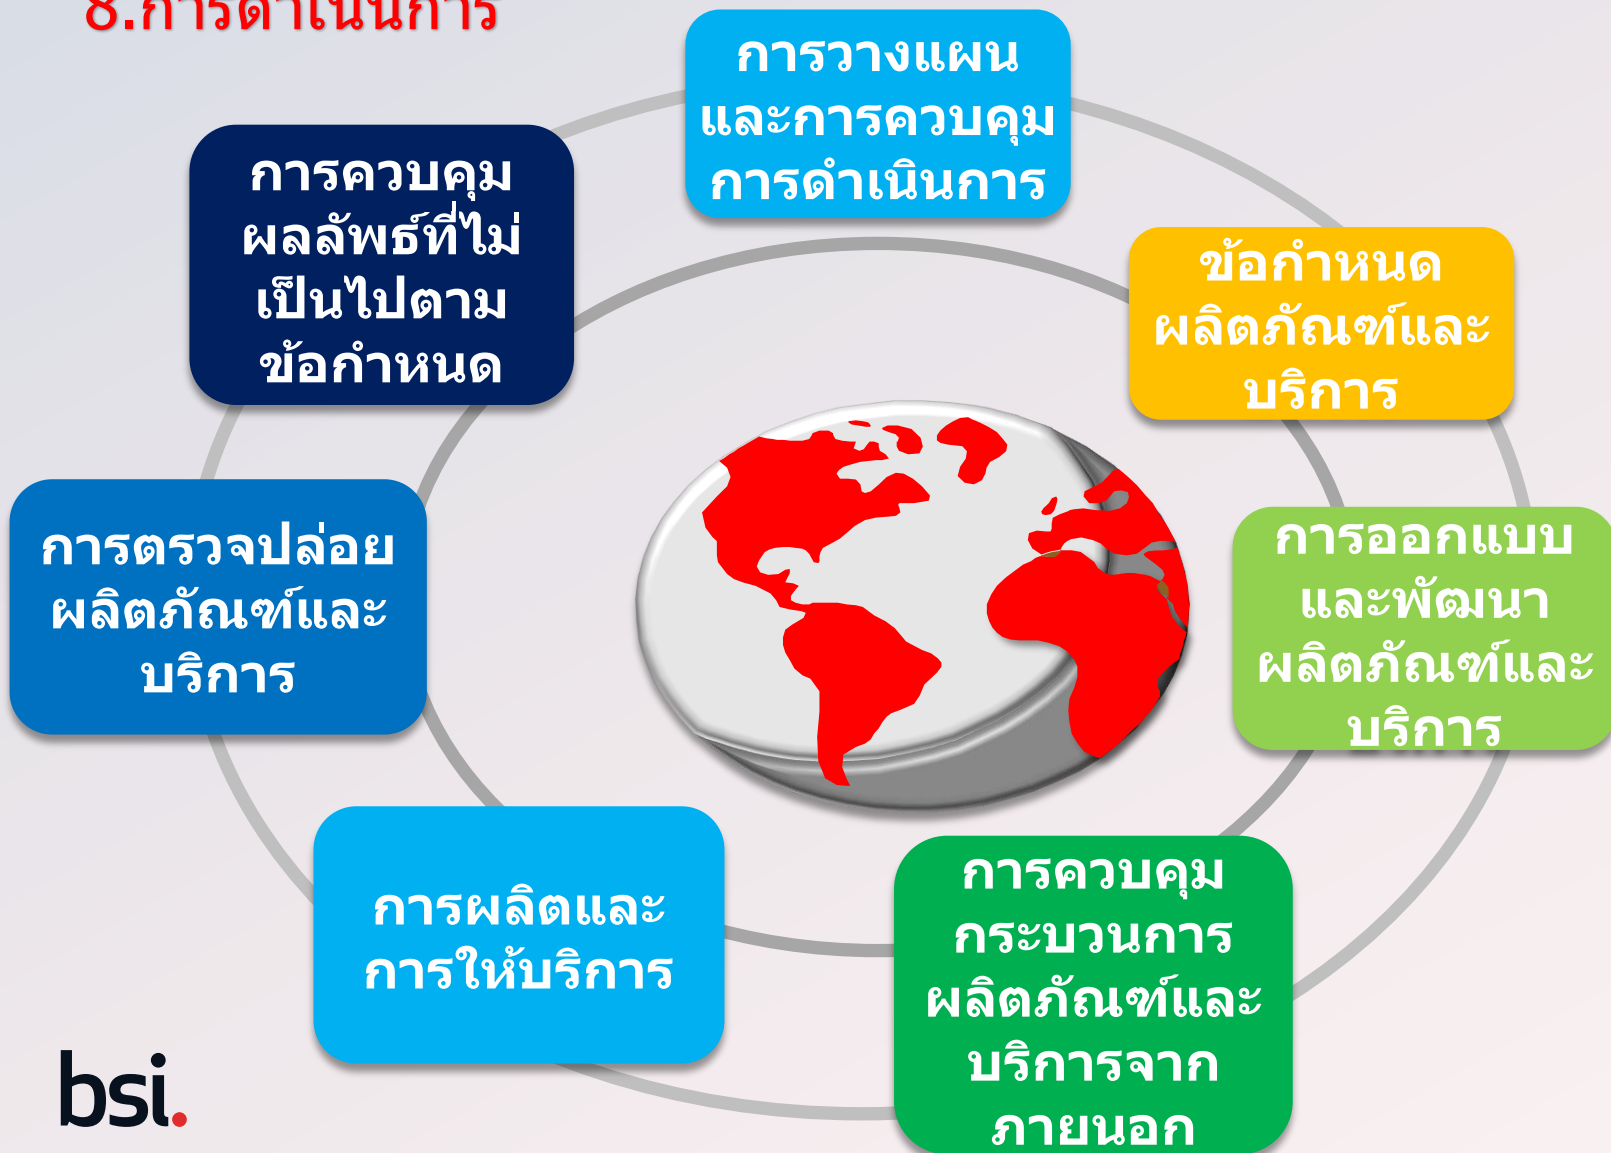 8.การดำเนินการ
การวางแผน
และการควบคุม
การดำเนินการ
ข้อกำหนด
ผลิตภัณฑ์และ
บริการ
การออกแบบ
และพัฒนา
ผลิตภัณฑ์และ
บริการ
การควบคุม
กระบวนการ
ผลิตภัณฑ์และ
บริการจาก
ภายนอก
การผลิตและ
การให้บริการ
การตรวจปล่อย
ผลิตภัณฑ์และ
บริการ
การควบคุม
ผลลัพธ์ที่ไม่
เป็นไปตาม
ข้อกำหนด
bsi.